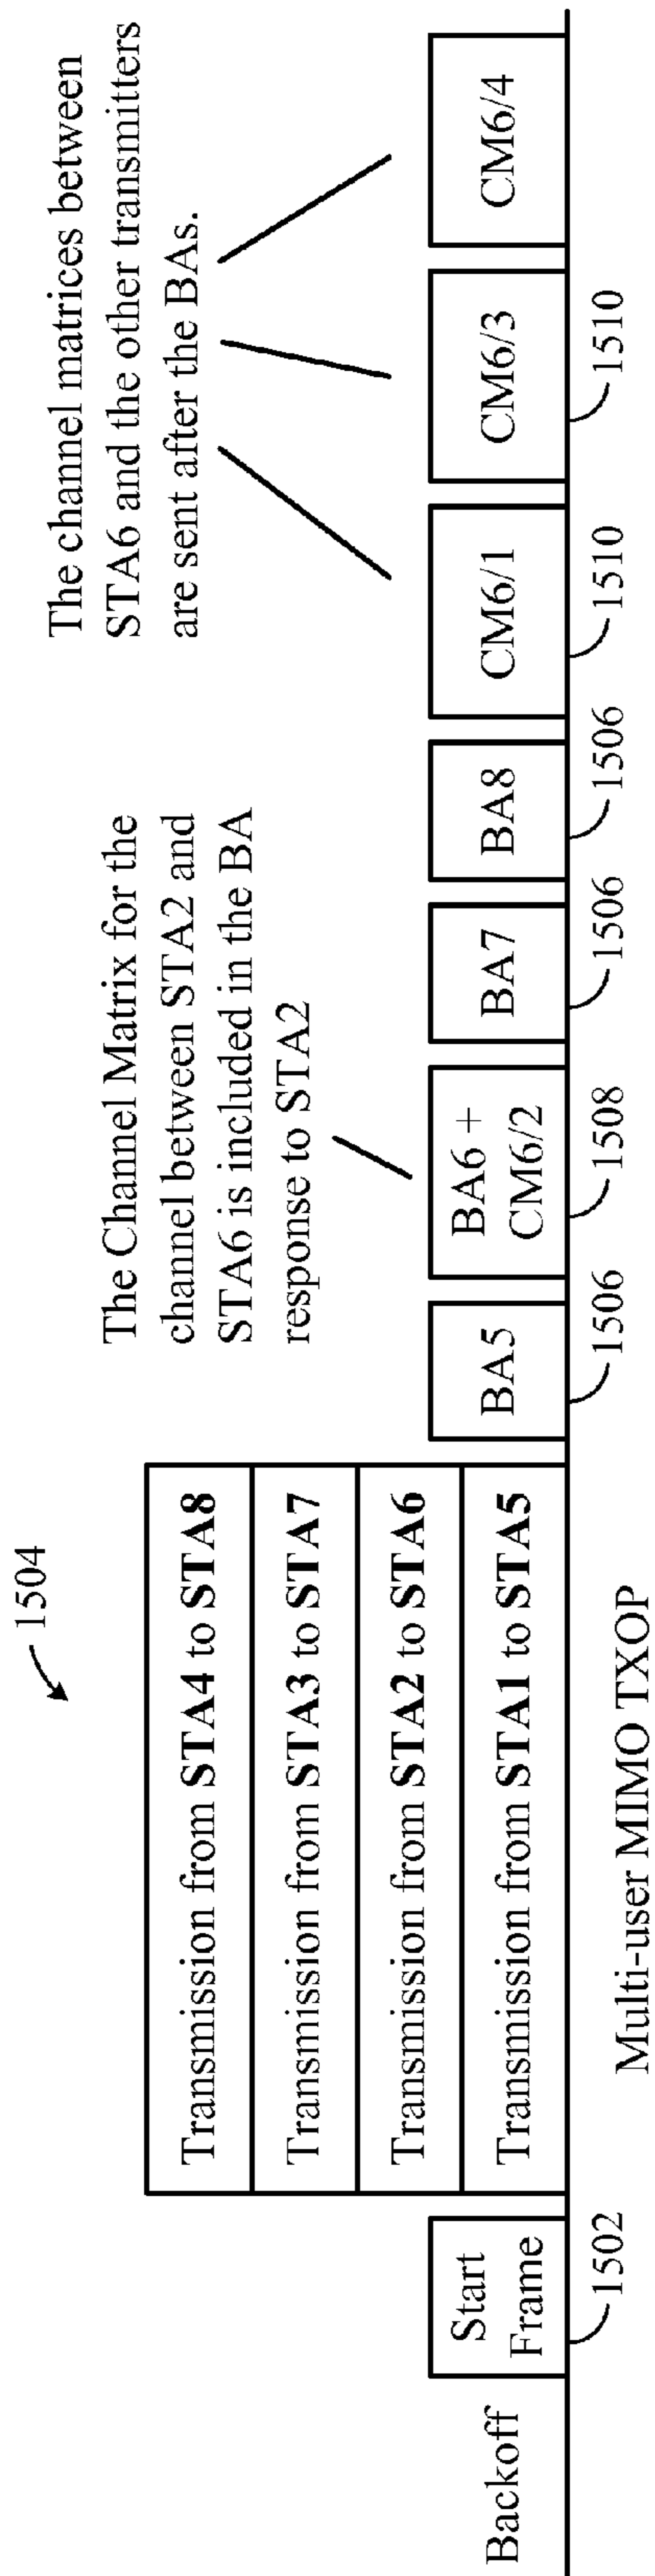 1504
The Channel Matrix for the
channel between STA2 and
STA6 is included in the BA
response to STA2
The channel matrices between
STA6 and the other transmitters
are sent after the BAs.
Backoff
Start
Frame
1502
Transmission from STA4 to STA8
Transmission from STA3 to STA7
Transmission from STA2 to STA6
Transmission from STA1 to STA5
BA5
1506
BA6 +
CM6/2
1508
BA7
1506
BA8
1506
CM6/1
1510
CM6/3
1510
CM6/4
Multi-user MIMO TXOP